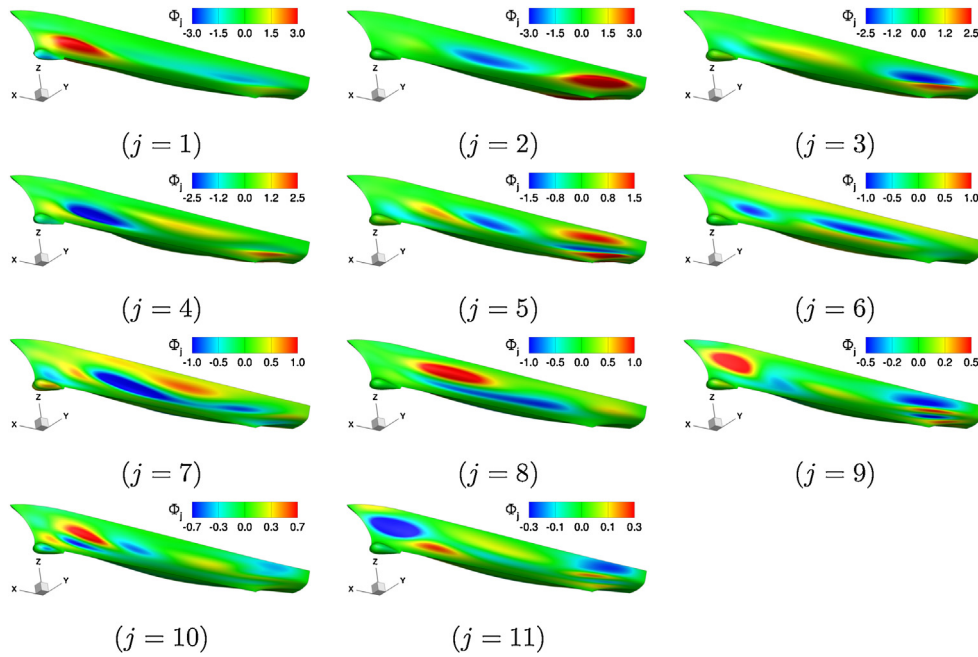 Φj -3.0 -1.5 0.0 1.5 3.0
Z
X Y
(j = 1)
Φj -3.0 -1.5 0.0 1.5 3.0
Z
X Y
(j = 2)
Φj -2.5 -1.2 0.0 1.2 2.5
Z
X Y
(j = 3)
Φj -2.5 -1.2 0.0 1.2 2.5
Z
X Y
(j = 4)
Φj -1.5 -0.8 0.0 0.8 1.5
Z
X Y
(j = 5)
Φj -1.0 -0.5 0.0 0.5 1.0
Z
X Y
(j = 6)
Φj -1.0 -0.5 0.0 0.5 1.0
Z
X Y
(j = 7)
Φj -1.0 -0.5 0.0 0.5 1.0
Z
X Y
(j = 8)
Φj -0.5 -0.2 0.0 0.2 0.5
Z
X Y
(j = 9)
Φj -0.7 -0.3 0.0 0.3 0.7
Z
X Y
(j = 10)
Φj -0.3 -0.1 0.0 0.1 0.3
Z
X Y
(j = 11)